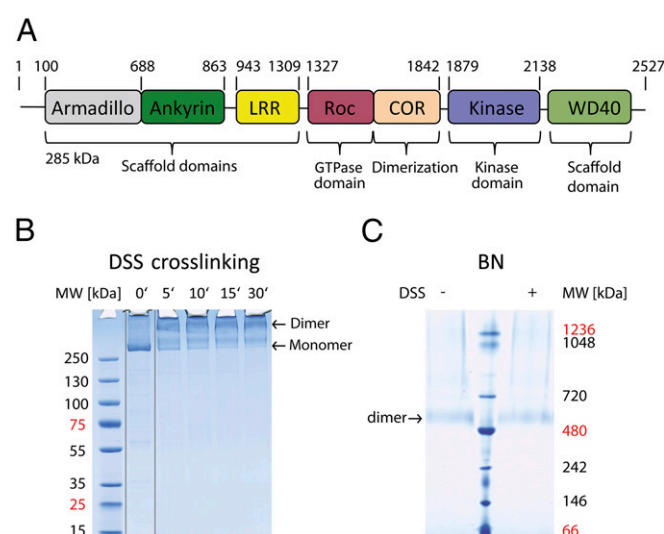 A
1 100 688 863 943 1309 1327 1842 1879 2138 2527
Armadillo Ankyrin LRR Roc COR Kinase WD40
285 kDa Scaffold domains GTPase domain Dimerization Kinase domain Scaffold domain
B
DSS crosslinking
MW [kDa] 0‘ 5‘ 10‘ 15‘ 30‘
← Dimer
← Monomer
250
130
100
75
55
35
25
15
C
BN
DSS - + MW [kDa]
1236
1048
720
dimer→
480
242
146
66